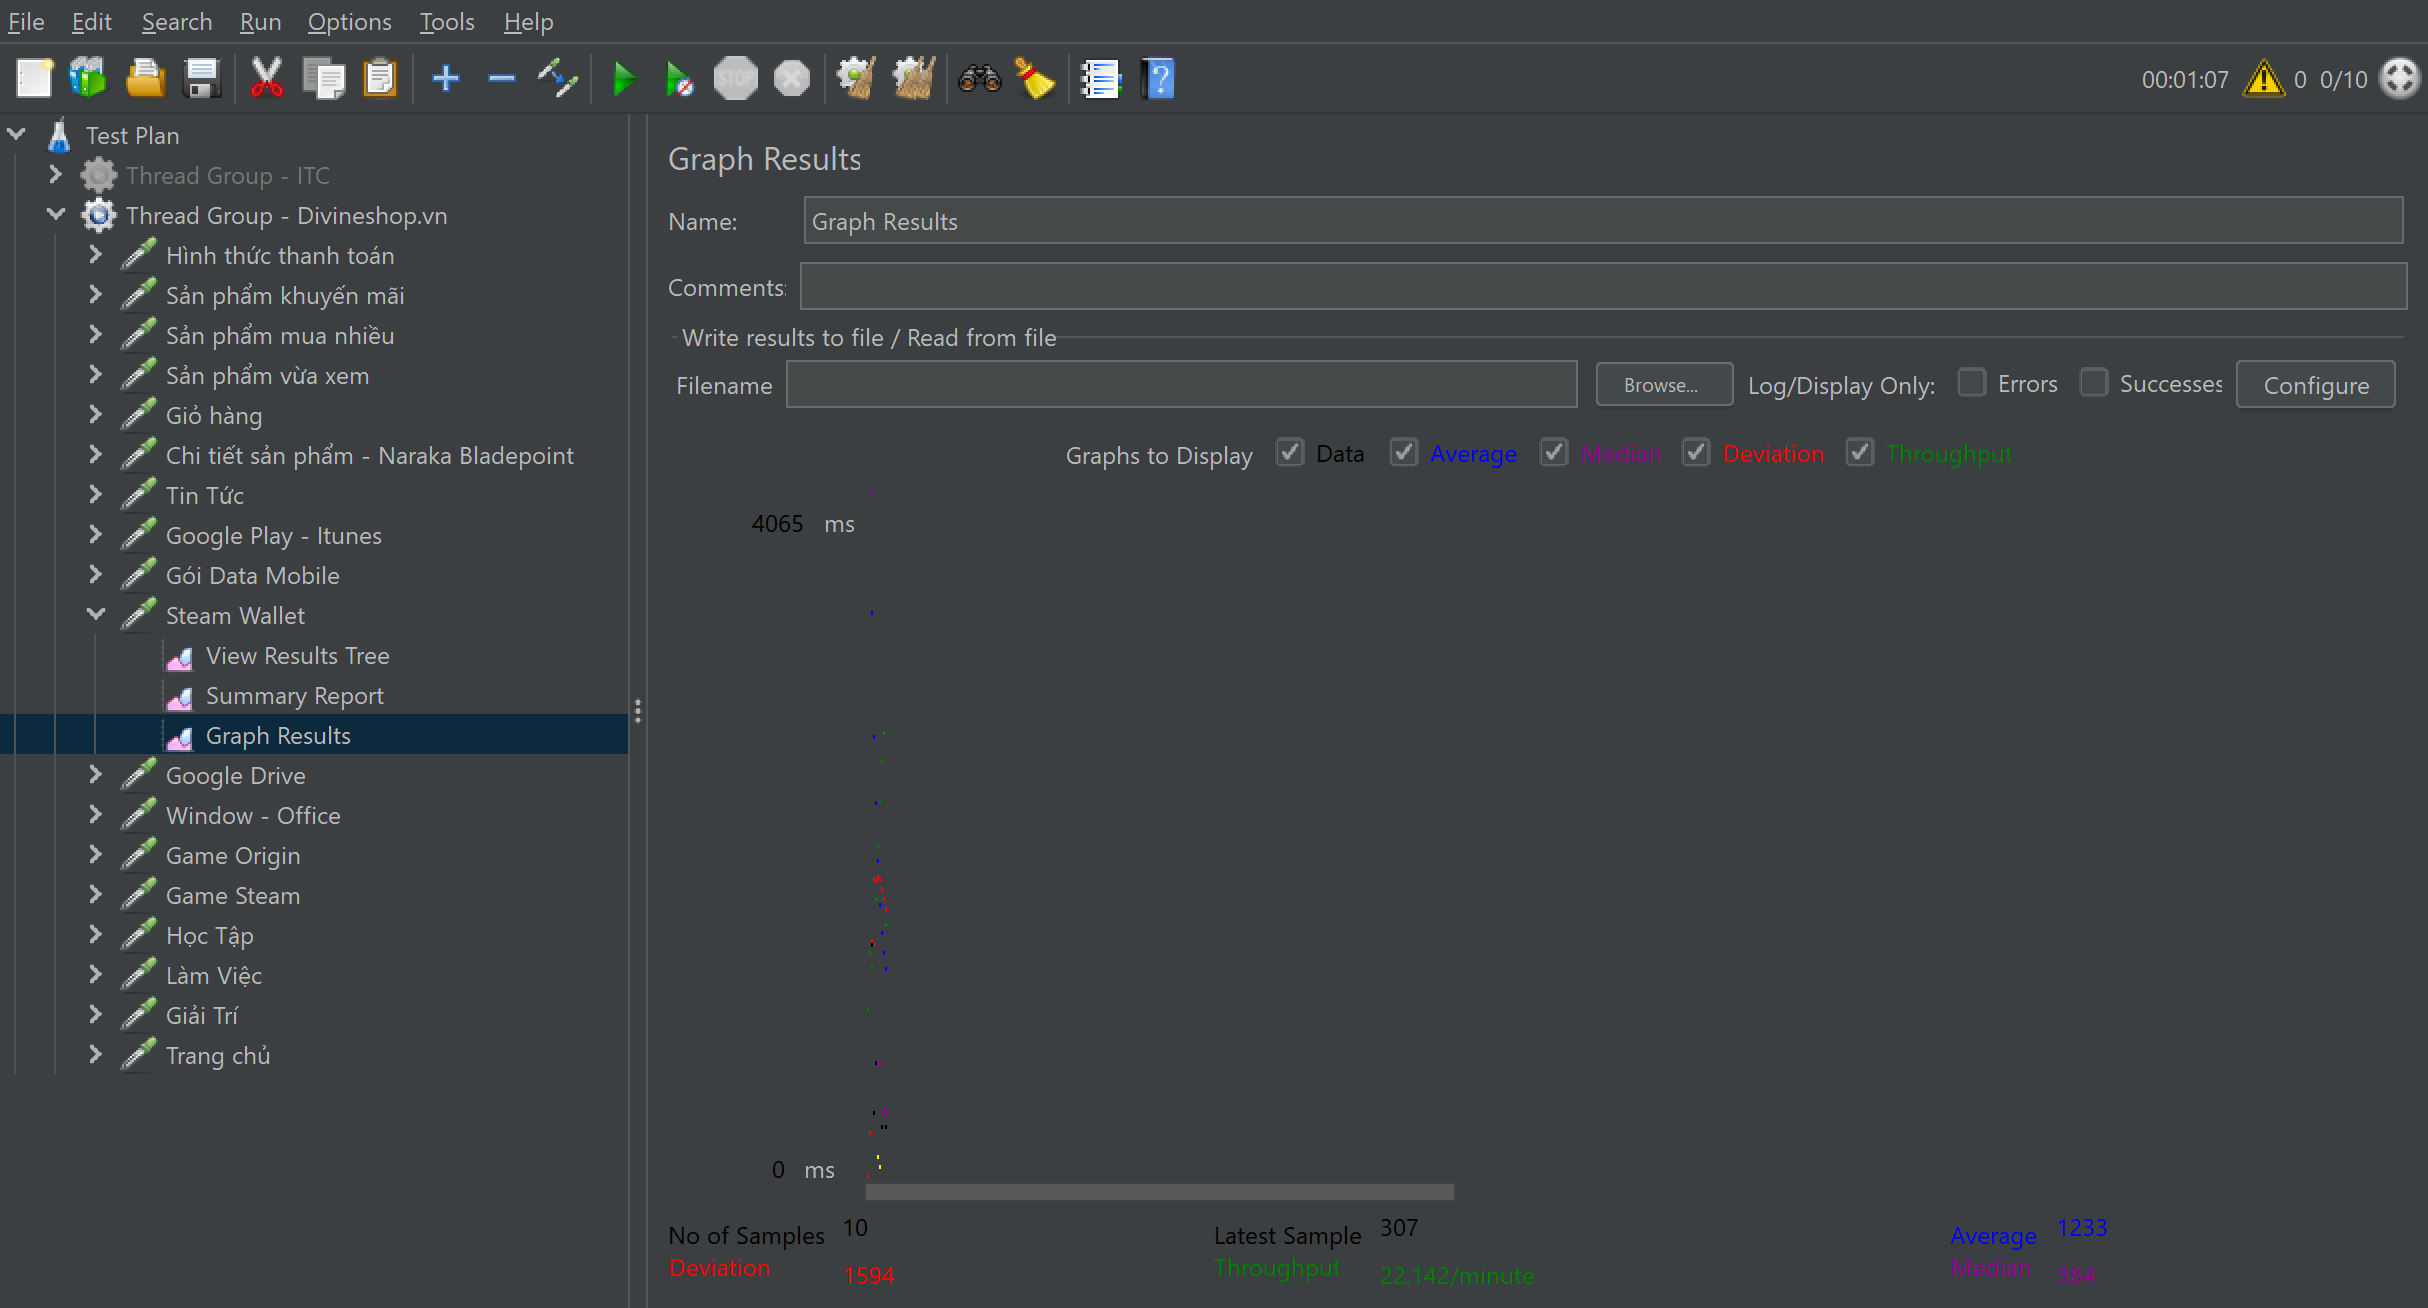 File Edit Search Run Options Tools Help
STOP
00:01:07 0 0/10
Test Plan
Thread Group - ITC
Thread Group - Divineshop.vn
Hình thức thanh toán
Sản phẩm khuyến mãi
Sản phẩm mua nhiều
Sản phẩm vừa xem
Giỏ hàng
Chi tiết sản phẩm - Naraka Bladepoint
Tin Tức
Google Play - Itunes
Gói Data Mobile
Steam Wallet
View Results Tree
Summary Report
Graph Results
Google Drive
Window - Office
Game Origin
Game Steam
Học Tập
Làm Việc
Giải Trí
Trang chủ
Graph Results
Name: Graph Results
Comments:
Write results to file / Read from file
Filename Browse... Log/Display Only: Errors Successes Configure
Graphs to Display Data Average Median Deviation Throughput
4065 ms
0 ms
No of Samples 10 Latest Sample 307 Average 1233
Deviation 1594 Throughput 22.142/minute Median 384